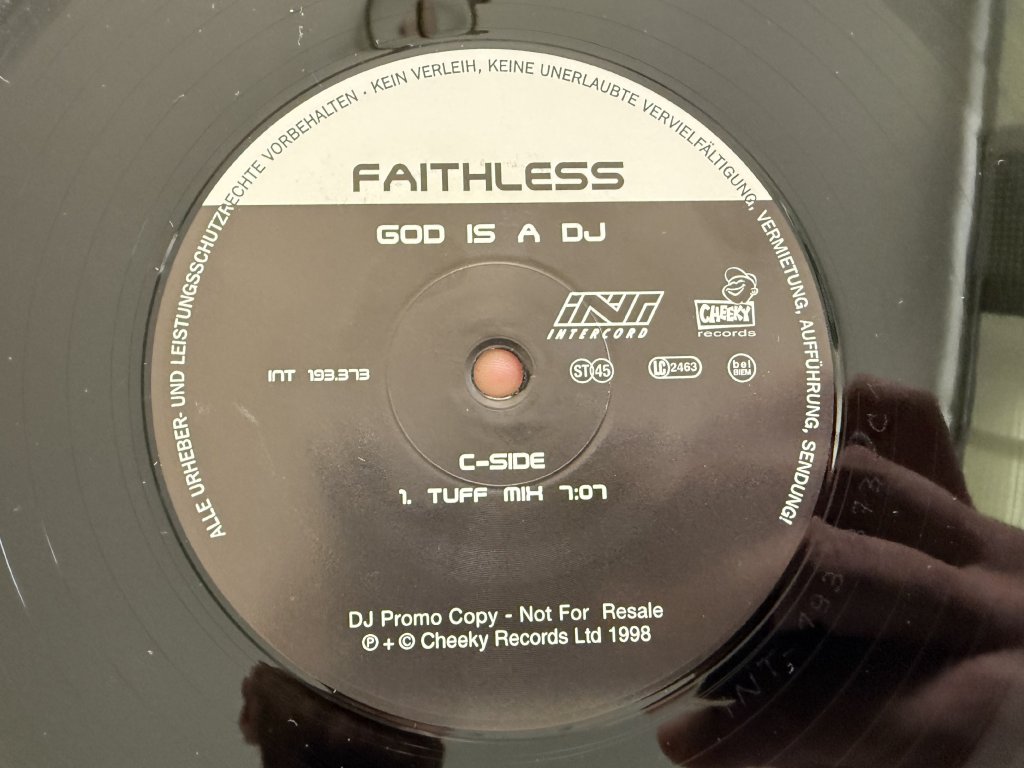 ALLE URHEBER- UND LEISTUNGSSCHUTZRECHTE VORBEHALTEN · KEIN VERLEIH, KEINE UNERLAUBTE VERVIELFÄLTIGUNG, VERMIETUNG, AUFFÜHRUNG, SENDUNG!
FAITHLESS
GOD IS A DJ
INT
INTERCORD
CHEEKY
records
INT 193.373
ST 45
LC 2463
bel
BIEM
C-SIDE
1. TUFF MIX 7:07
DJ Promo Copy - Not For Resale
℗ + © Cheeky Records Ltd 1998